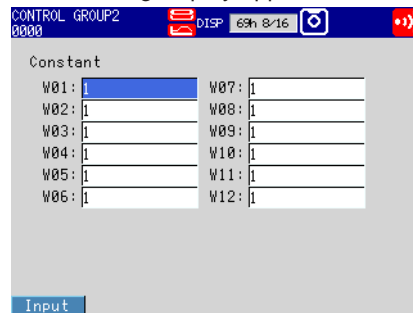 CONTROL GROUP2 DISP 69h 8/16
0000
Constant
W01: 1 W07: 1
W02: 1 W08: 1
W03: 1 W09: 1
W04: 1 W10: 1
W05: 1 W11: 1
W06: 1 W12: 1
Input